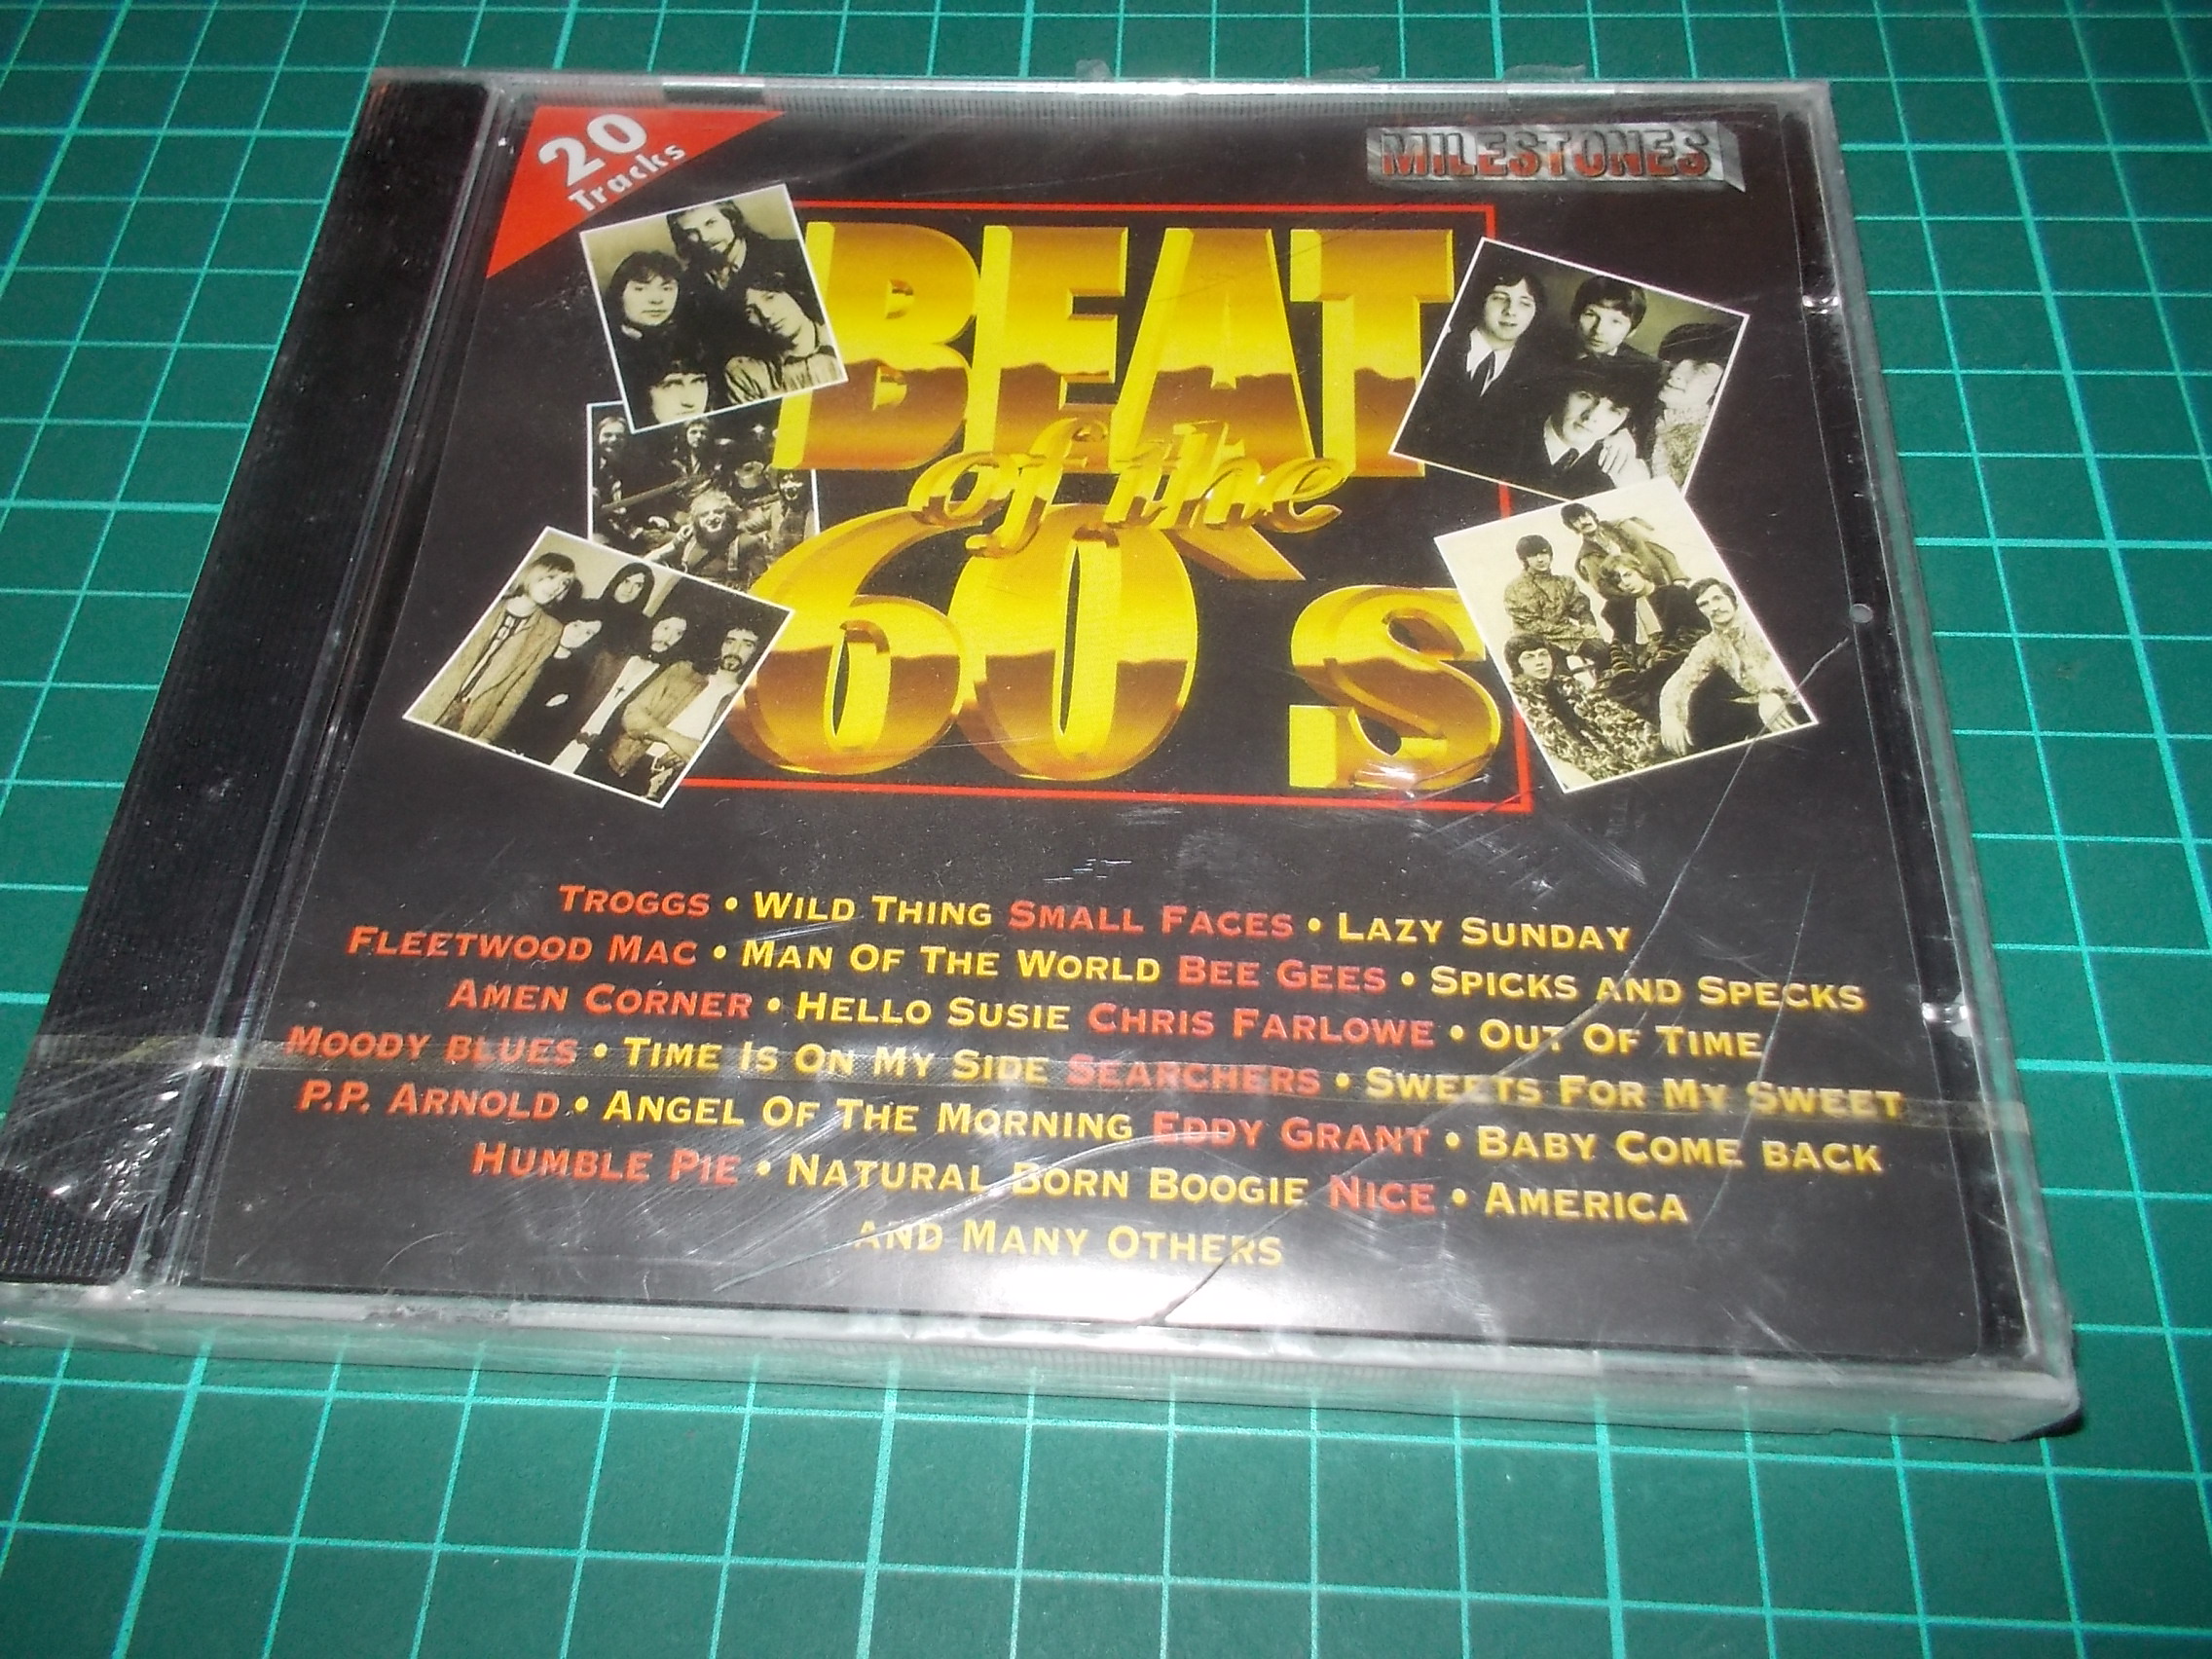 20
Tracks
MILESTONES
BEAT
of the
60's
TROGGS • WILD THING SMALL FACES • LAZY SUNDAY
FLEETWOOD MAC • MAN OF THE WORLD BEE GEES • SPICKS AND SPECKS
AMEN CORNER • HELLO SUSIE CHRIS FARLOWE • OUT OF TIME
MOODY BLUES • TIME IS ON MY SIDE SEARCHERS • SWEETS FOR MY SWEET
P.P. ARNOLD • ANGEL OF THE MORNING EDDY GRANT • BABY COME BACK
HUMBLE PIE • NATURAL BORN BOOGIE NICE • AMERICA
AND MANY OTHERS